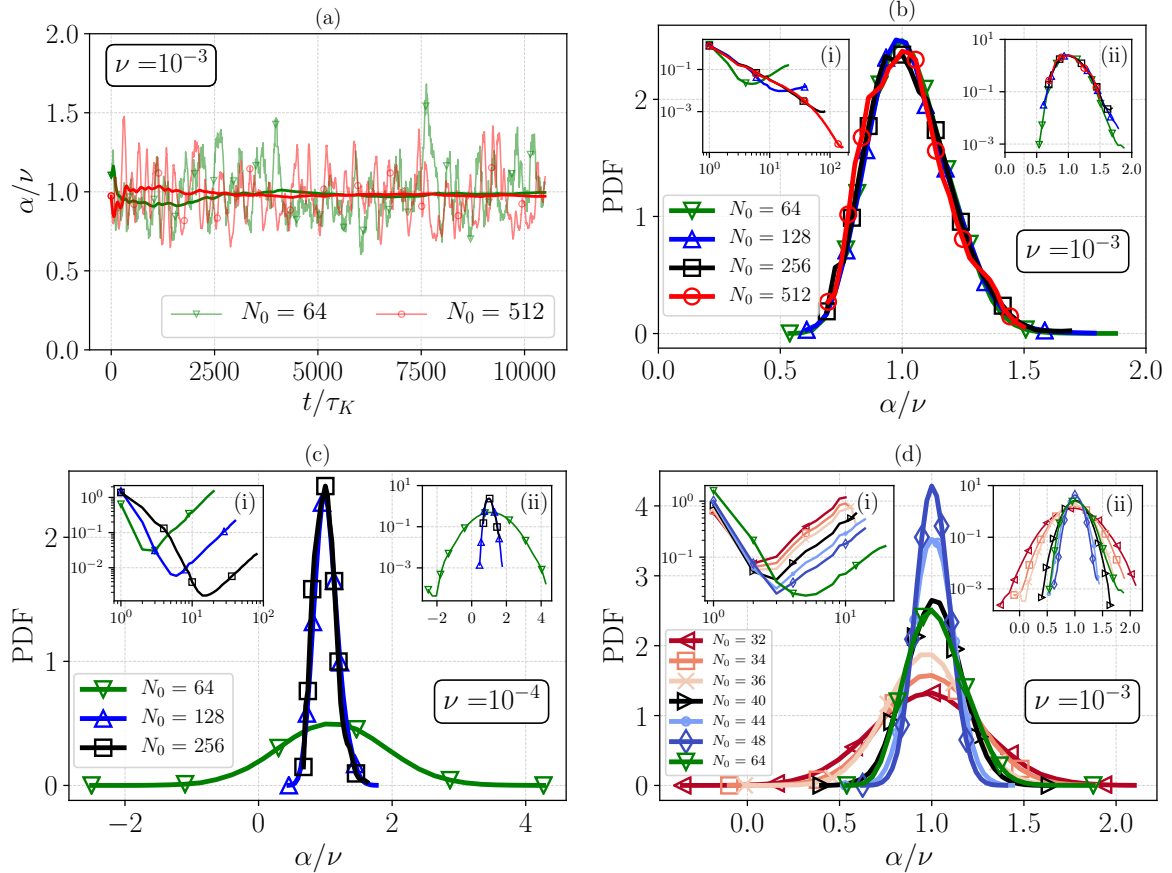 (a)
ν = 10⁻³
α/ν
2.0
1.5
1.0
0.5
0.0
N₀ = 64
N₀ = 512
0 2500 5000 7500 10000
t/τ_K
(b)
PDF
2
1
0
(i)
10⁻¹
10⁻³
10⁰ 10¹ 10²
(ii)
10¹
10⁻¹
10⁻³
0.0 0.5 1.0 1.5 2.0
N₀ = 64
N₀ = 128
N₀ = 256
N₀ = 512
ν = 10⁻³
0.0 0.5 1.0 1.5 2.0
α/ν
(c)
PDF
2
1
0
(i)
10⁰
10⁻¹
10⁻²
10⁰ 10¹ 10²
(ii)
10¹
10⁻¹
10⁻³
−2 0 2 4
N₀ = 64
N₀ = 128
N₀ = 256
ν = 10⁻⁴
−2 0 2 4
α/ν
(d)
PDF
4
3
2
1
0
(i)
10⁰
10⁻¹
10⁰ 10¹
(ii)
10¹
10⁻¹
10⁻³
0.0 0.5 1.0 1.5 2.0
N₀ = 32
N₀ = 34
N₀ = 36
N₀ = 40
N₀ = 44
N₀ = 48
N₀ = 64
ν = 10⁻³
0.0 0.5 1.0 1.5 2.0
α/ν